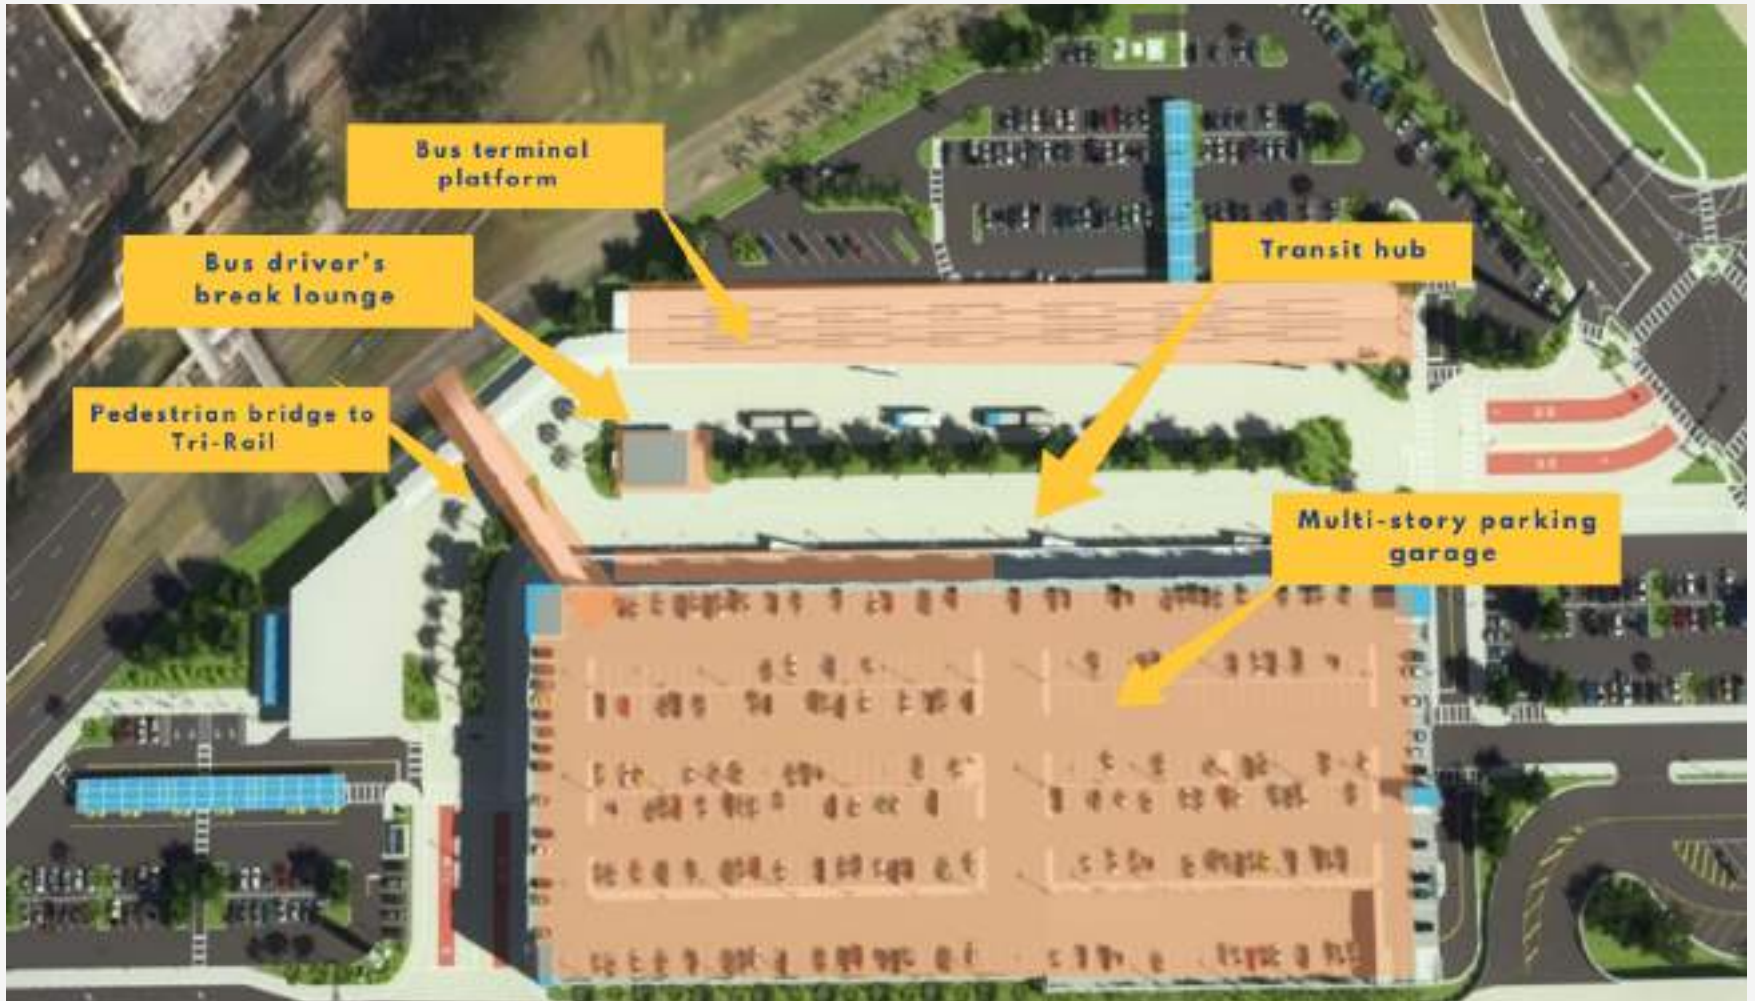 Bus terminal
platform
Bus driver's
break lounge
Transit hub
Pedestrian bridge to
Tri-Rail
Multi-story parking
garage